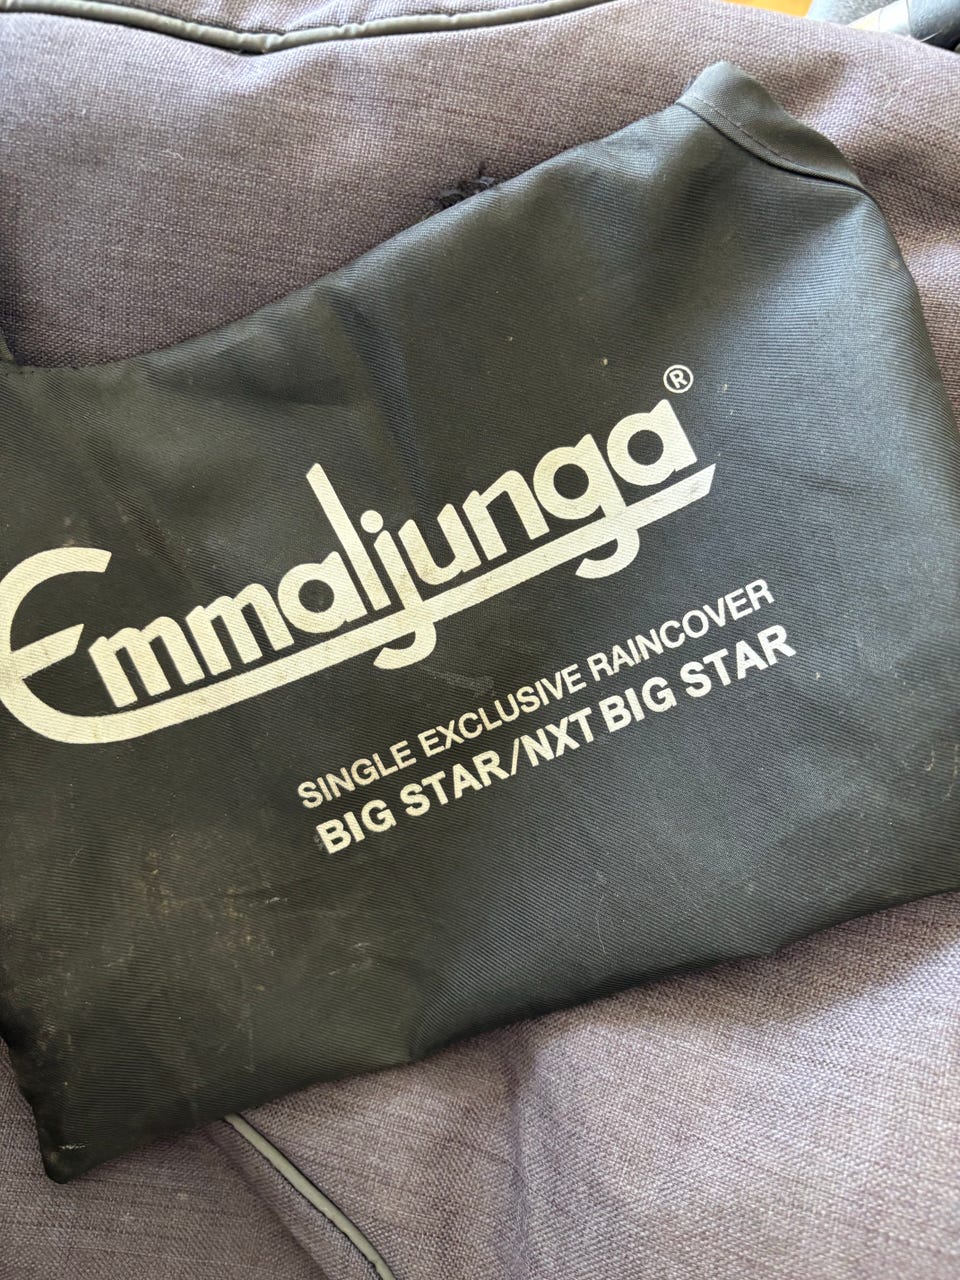 Emmaljunga®
SINGLE EXCLUSIVE RAINCOVER
BIG STAR/NXT BIG STAR